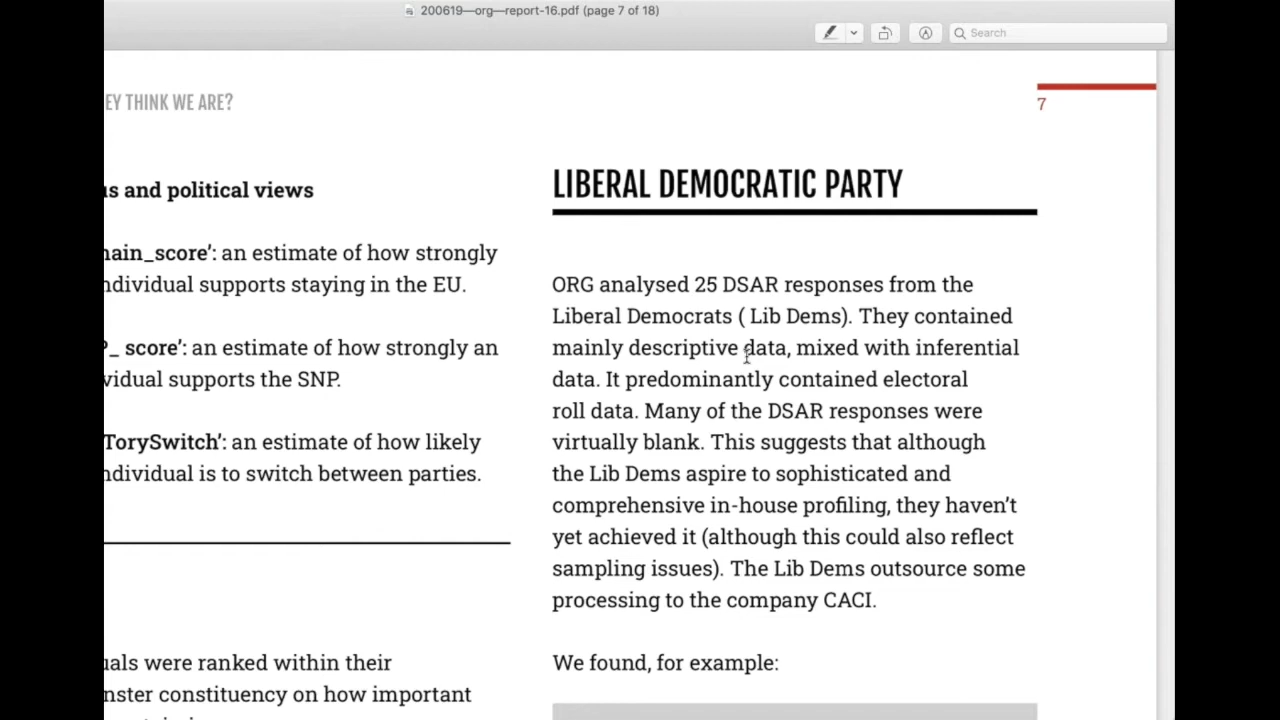 200619—org—report-16.pdf (page 7 of 18)
Search
EY THINK WE ARE?
7
us and political views
nain_score’: an estimate of how strongly
ndividual supports staying in the EU.
P_ score’: an estimate of how strongly an
vidual supports the SNP.
TorySwitch’: an estimate of how likely
ndividual is to switch between parties.
uals were ranked within their
nster constituency on how important
LIBERAL DEMOCRATIC PARTY
ORG analysed 25 DSAR responses from the
Liberal Democrats ( Lib Dems). They contained
mainly descriptive data, mixed with inferential
data. It predominantly contained electoral
roll data. Many of the DSAR responses were
virtually blank. This suggests that although
the Lib Dems aspire to sophisticated and
comprehensive in-house profiling, they haven’t
yet achieved it (although this could also reflect
sampling issues). The Lib Dems outsource some
processing to the company CACI.
We found, for example: